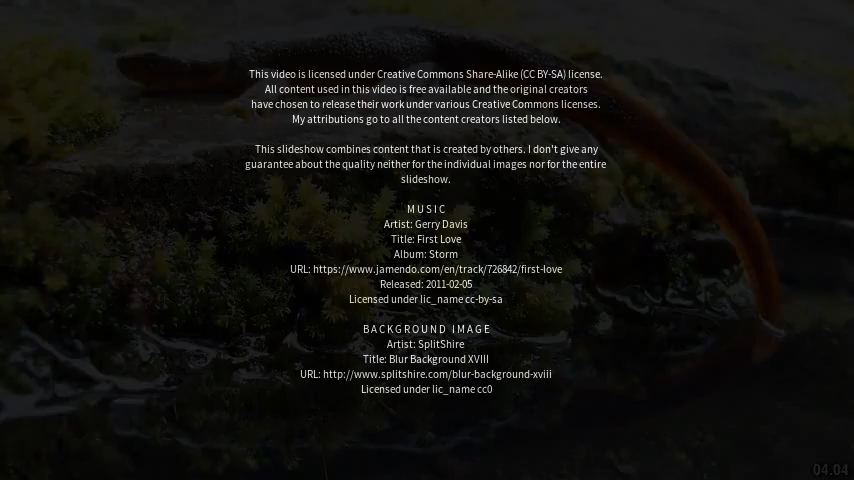 This video is licensed under Creative Commons Share-Alike (CC BY-SA) license.
All content used in this video is free available and the original creators
have chosen to release their work under various Creative Commons licenses.
My attributions go to all the content creators listed below.
This slideshow combines content that is created by others. I don't give any
guarantee about the quality neither for the individual images nor for the entire
slideshow.
MUSIC
Artist: Gerry Davis
Title: First Love
Album: Storm
URL: https://www.jamendo.com/en/track/726842/first-love
Released: 2011-02-05
Licensed under lic_name cc-by-sa
BACKGROUND IMAGE
Artist: SplitShire
Title: Blur Background XVIII
URL: http://www.splitshire.com/blur-background-xviii
Licensed under lic_name cc0
04.04